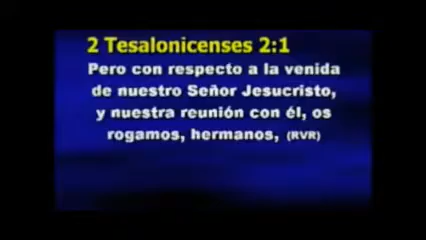 2 Tesalonicenses 2:1
Pero con respecto a la venida
de nuestro Señor Jesucristo,
y nuestra reunión con él, os
rogamos, hermanos, (RVR)